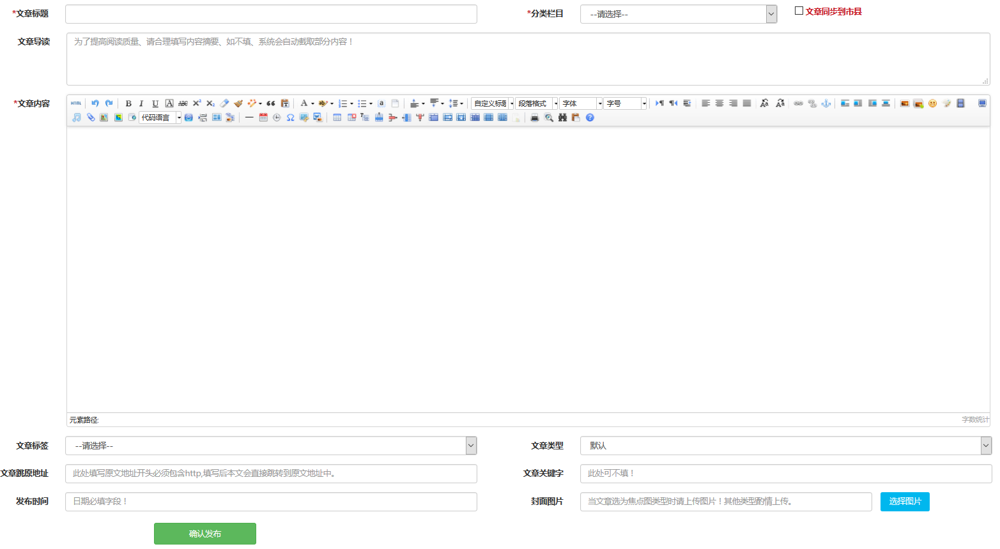 *文章标题
*分类栏目
--请选择--
文章同步到市县
文章导读
为了提高阅读质量、请合理填写内容摘要、如不填、系统会自动截取部分内容！
*文章内容
HTML B I U A ABC X² X₂ A ab a 自定义标题 段落格式 字体 字号
代码语言
元素路径:
字数统计
文章标签
--请选择--
文章类型
默认
文章跳原地址
此处填写原文地址开头必须包含http,填写后本文会直接跳转到原文地址中。
文章关键字
此处可不填！
发布时间
日期必填字段！
封面图片
当文章选为焦点图类型时请上传图片！其他类型酌情上传。
选择图片
确认发布